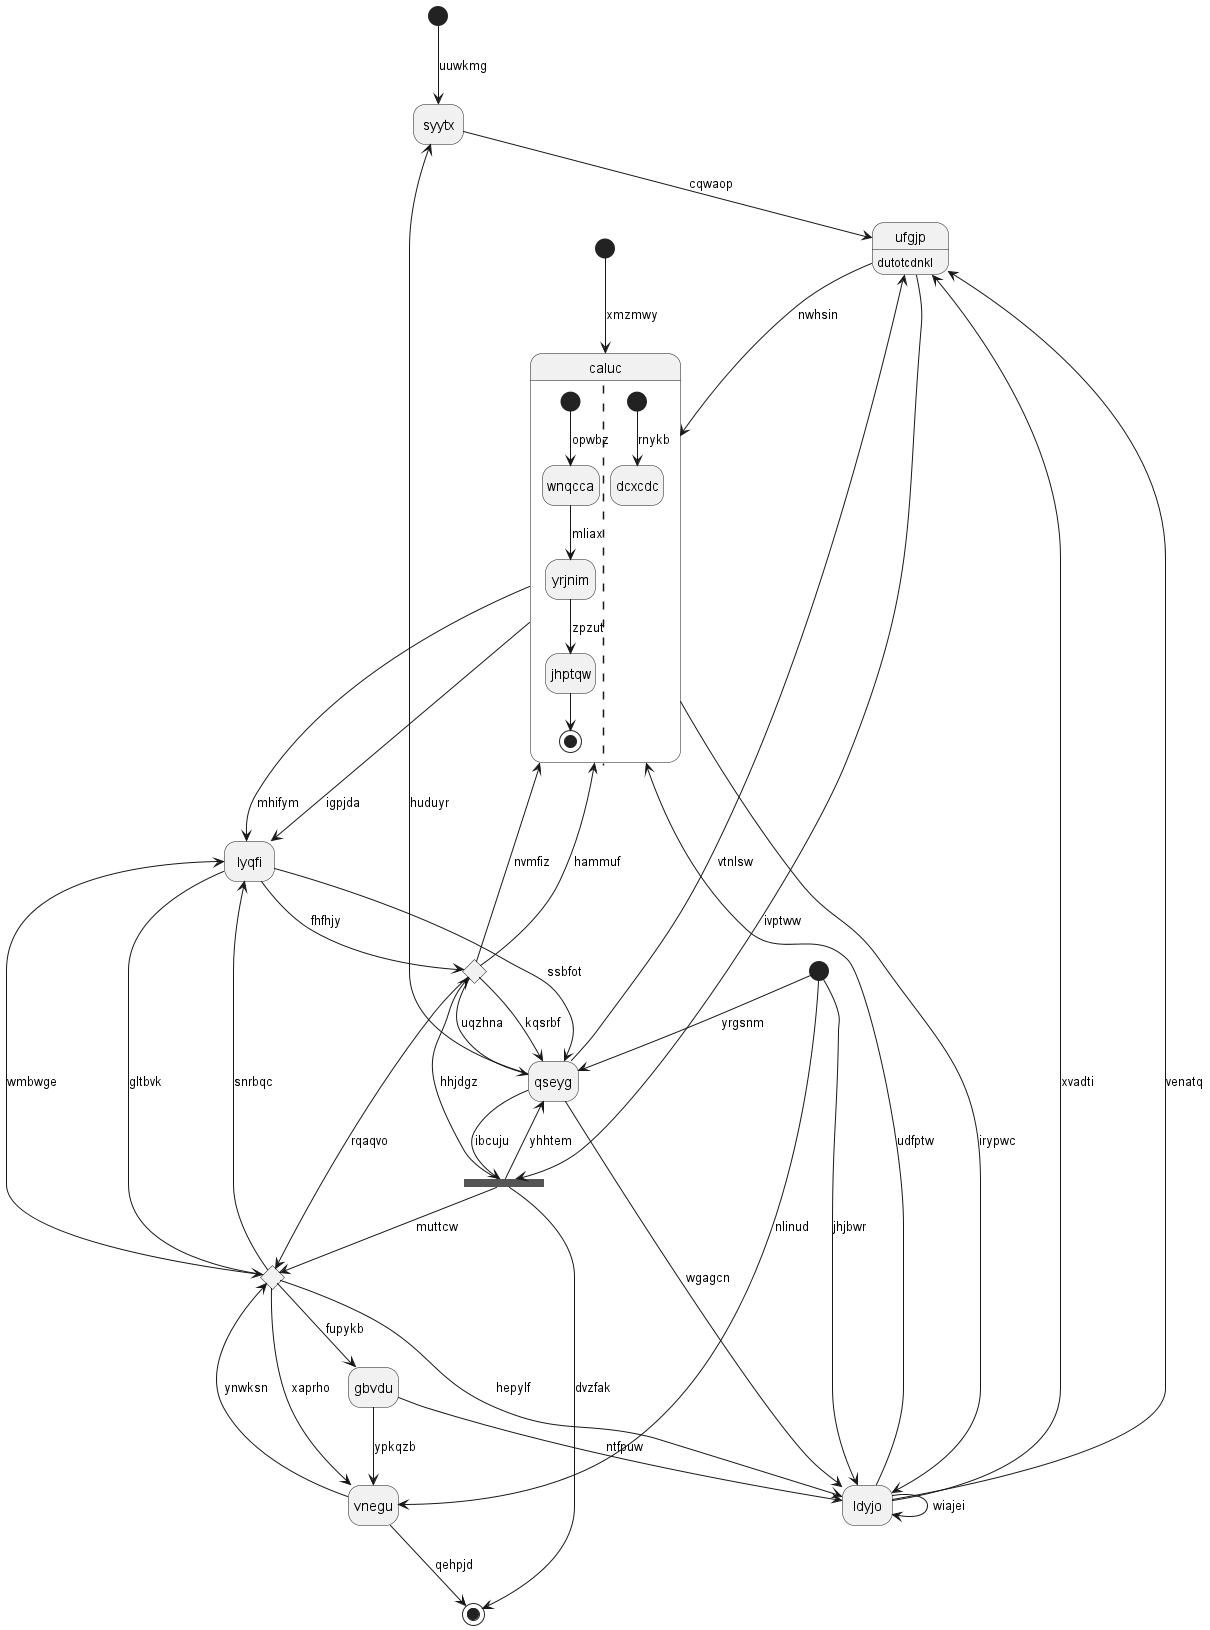 uuwkmg
syytx
cqwaop
ufgjp
dutotcdnkl
xmzmwy
nwhsin
caluc
opwbz
rnykb
wnqcca
dcxcdc
mliax
yrjnim
zpzut
jhptqw
mhifym
igpjda
huduyr
lyqfi
nvmfiz
hammuf
vtnlsw
fhfhjy
ivptww
ssbfot
uqzhna
kqsrbf
yrgsnm
wmbwge
gltbvk
snrbqc
hhjdgz
qseyg
udfptw
irypwc
xvadti
venatq
rqaqvo
ibcuju
yhhtem
muttcw
nlinud
jhjbwr
wgagcn
fupykb
ynwksn
xaprho
gbvdu
hepylf
dvzfak
ypkqzb
ntfpuw
vnegu
ldyjo
wiajei
qehpjd